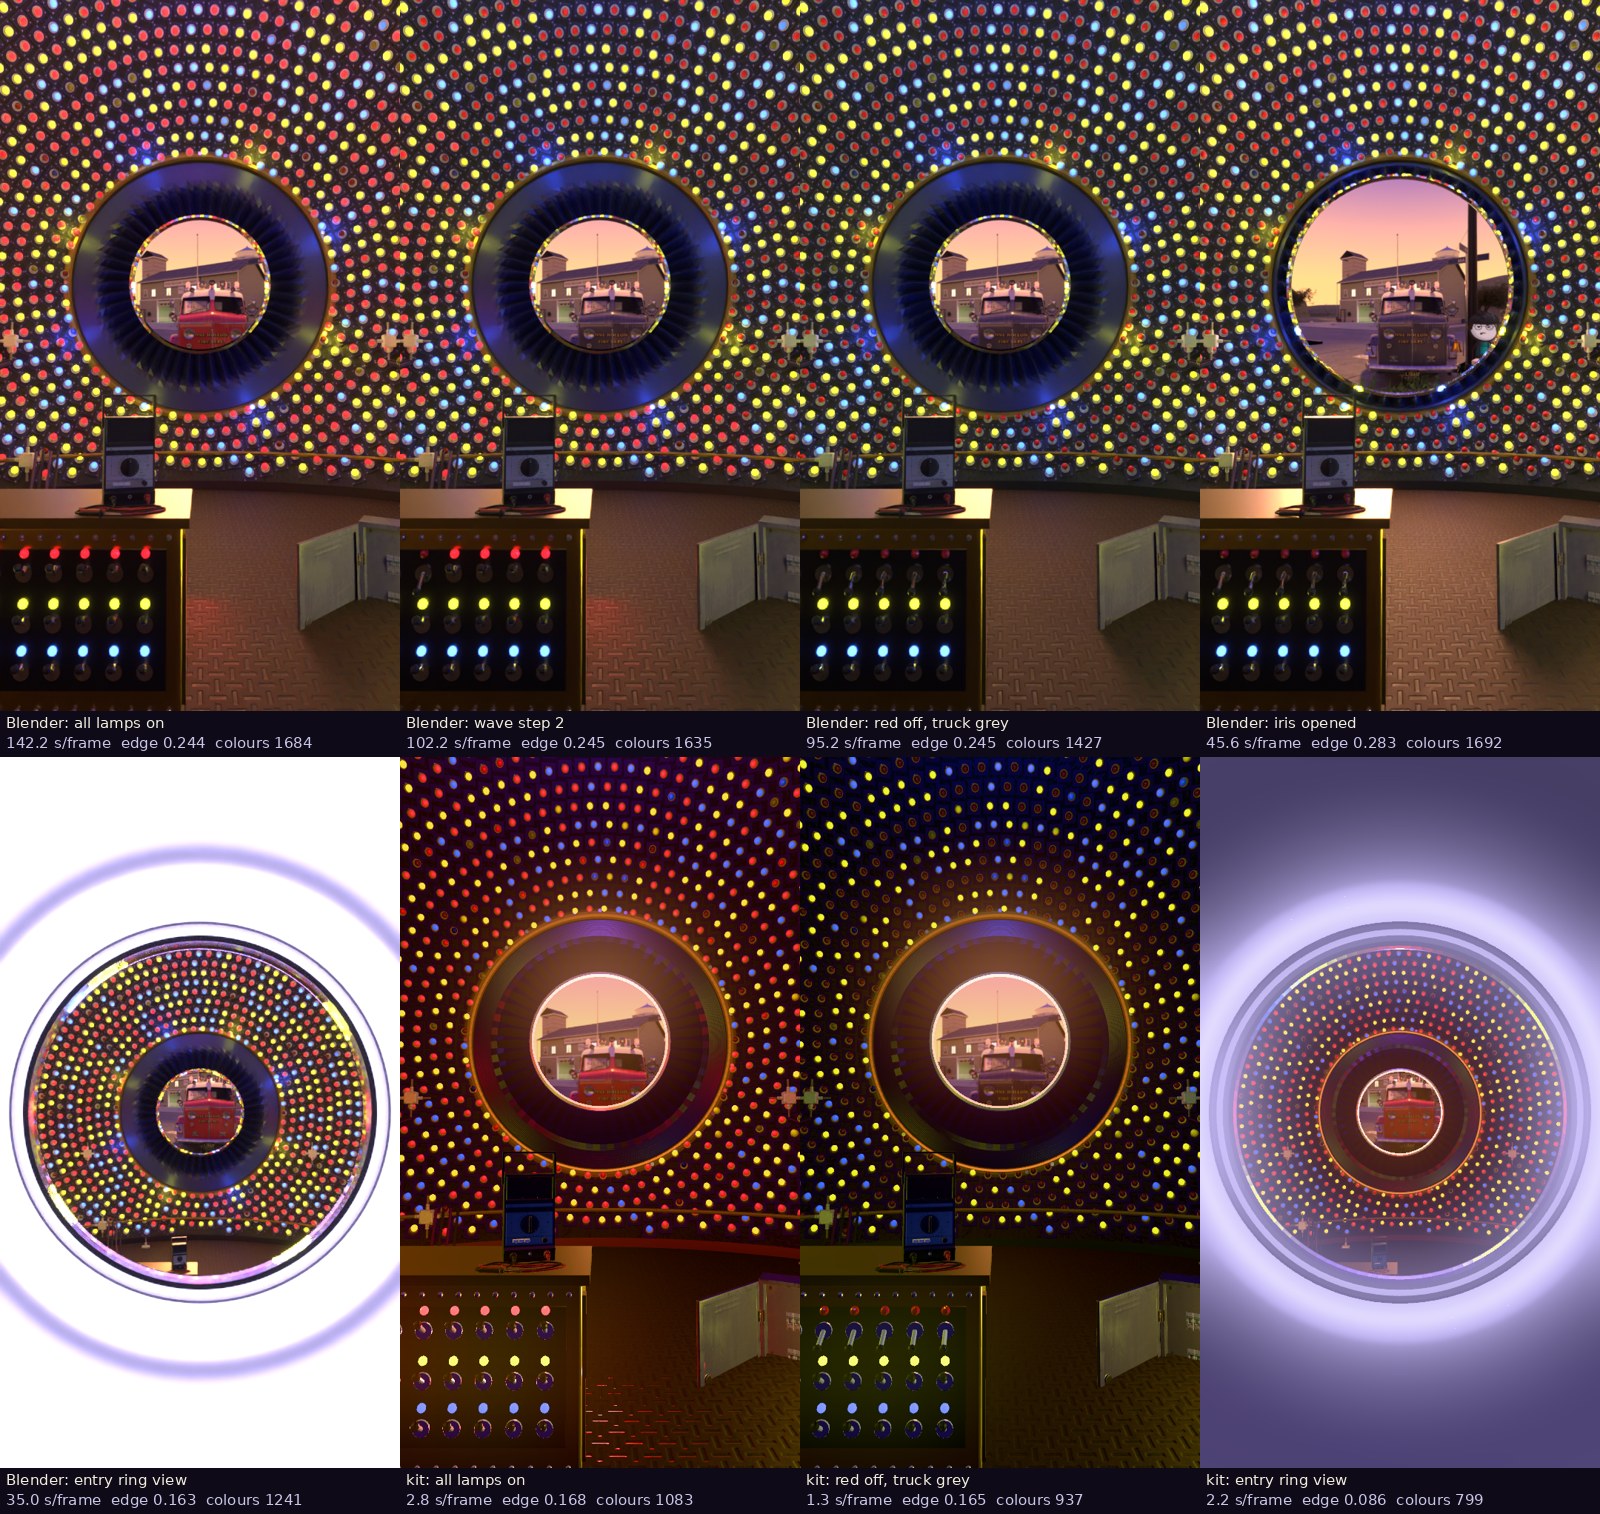 Blender: all lamps on
142.2 s/frame edge 0.244 colours 1684
Blender: wave step 2
102.2 s/frame edge 0.245 colours 1635
Blender: red off, truck grey
95.2 s/frame edge 0.245 colours 1427
Blender: iris opened
45.6 s/frame edge 0.283 colours 1692
Blender: entry ring view
35.0 s/frame edge 0.163 colours 1241
kit: all lamps on
2.8 s/frame edge 0.168 colours 1083
kit: red off, truck grey
1.3 s/frame edge 0.165 colours 937
kit: entry ring view
2.2 s/frame edge 0.086 colours 799